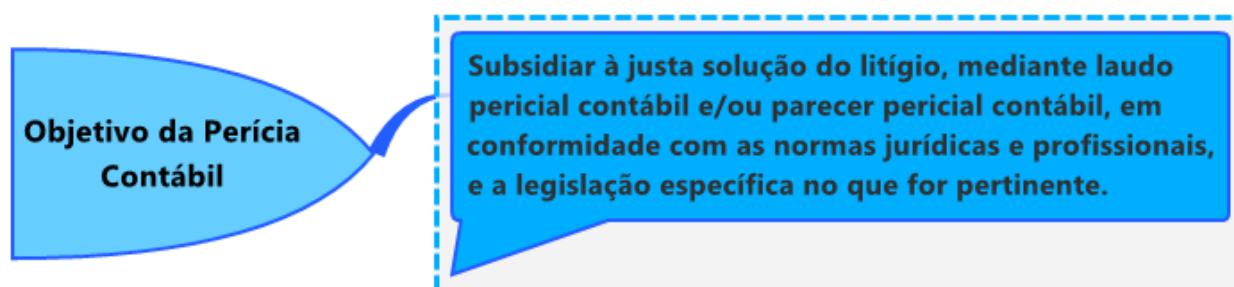 Objetivo da Perícia
Contábil
Subsidiar à justa solução do litígio, mediante laudo
pericial contábil e/ou parecer pericial contábil, em
conformidade com as normas jurídicas e profissionais,
e a legislação específica no que for pertinente.